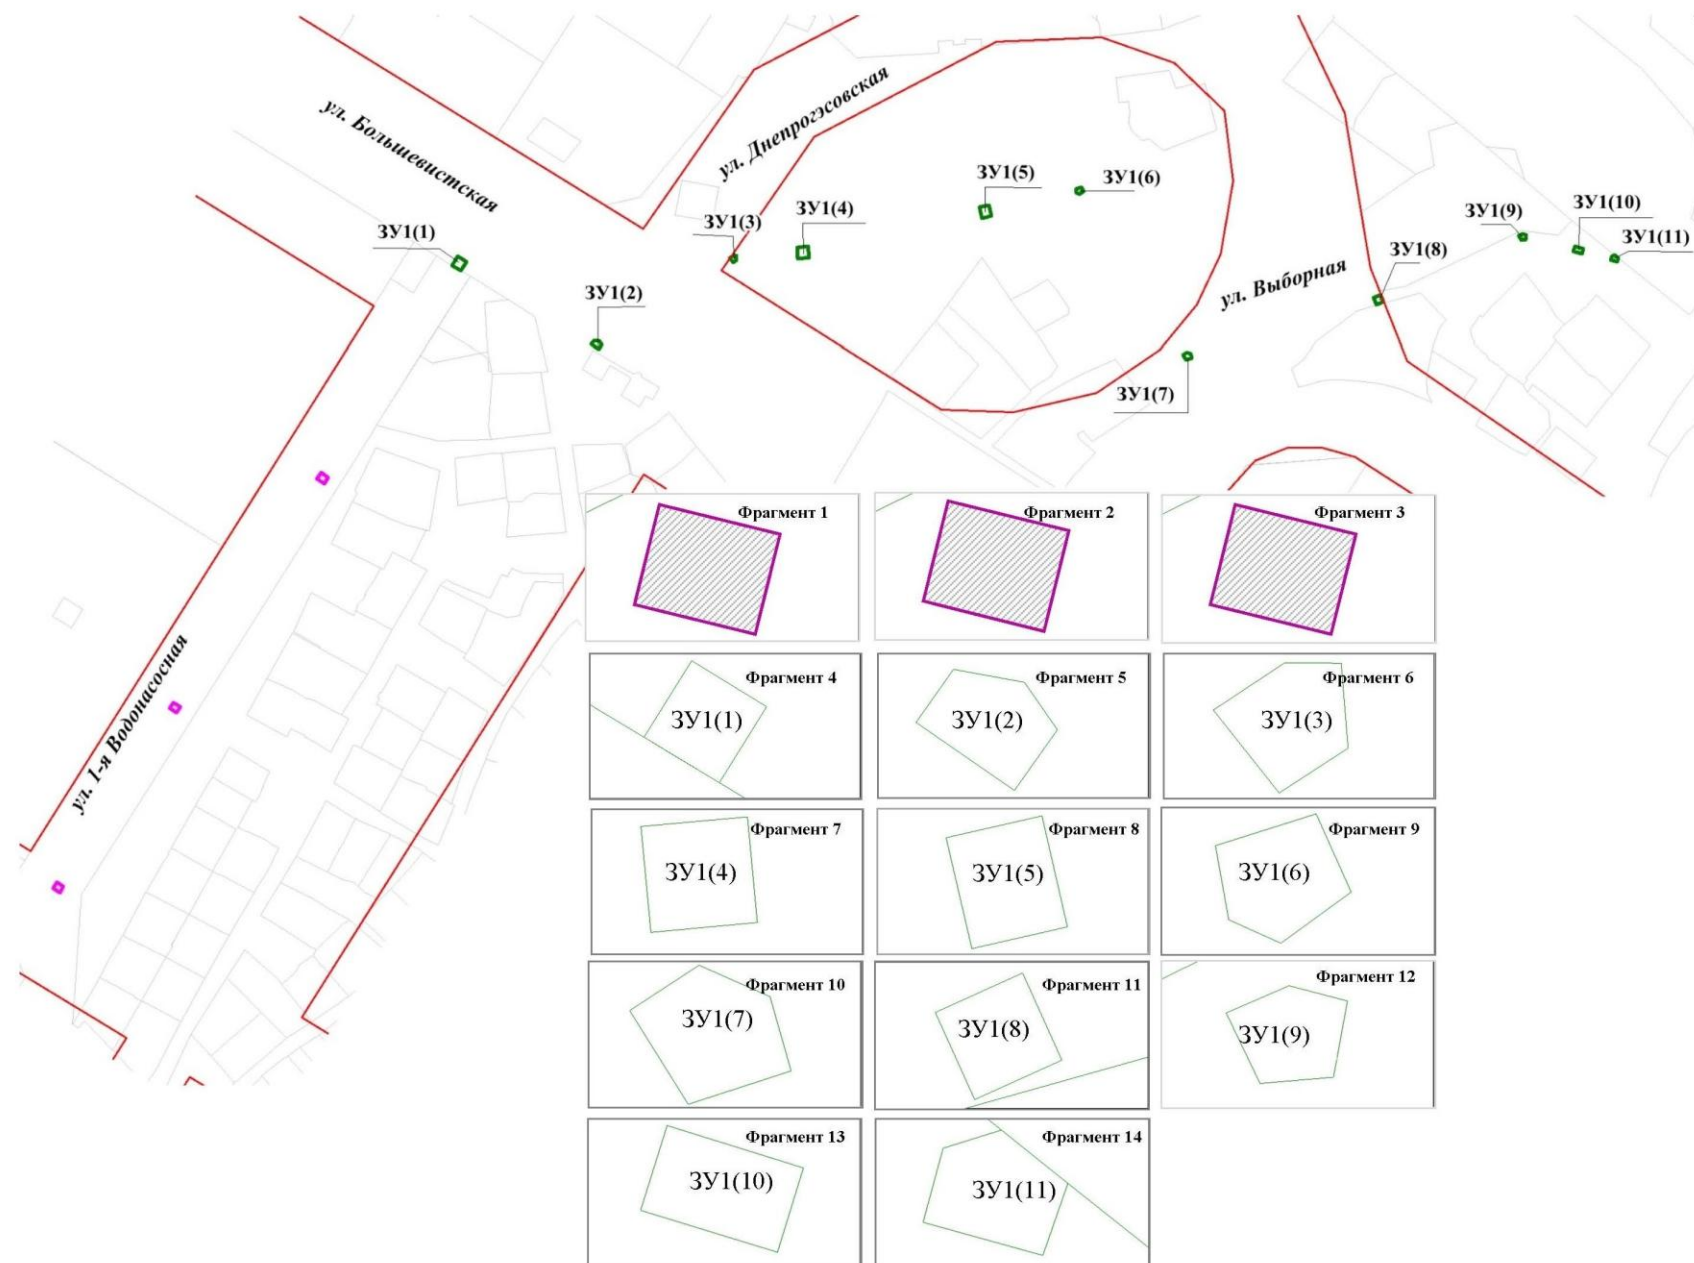 ул. Большевистская
ул. Днепрогэсовская
ЗУ1(5)
ЗУ1(6)
ЗУ1(1)
ЗУ1(3)
ЗУ1(4)
ЗУ1(9)
ЗУ1(10)
ЗУ1(11)
ЗУ1(8)
ул. Выборная
ЗУ1(2)
ЗУ1(7)
ул. 1-я Водонасосная
Фрагмент 1
Фрагмент 2
Фрагмент 3
Фрагмент 4
ЗУ1(1)
Фрагмент 5
ЗУ1(2)
Фрагмент 6
ЗУ1(3)
Фрагмент 7
ЗУ1(4)
Фрагмент 8
ЗУ1(5)
Фрагмент 9
ЗУ1(6)
Фрагмент 10
ЗУ1(7)
Фрагмент 11
ЗУ1(8)
Фрагмент 12
ЗУ1(9)
Фрагмент 13
ЗУ1(10)
Фрагмент 14
ЗУ1(11)